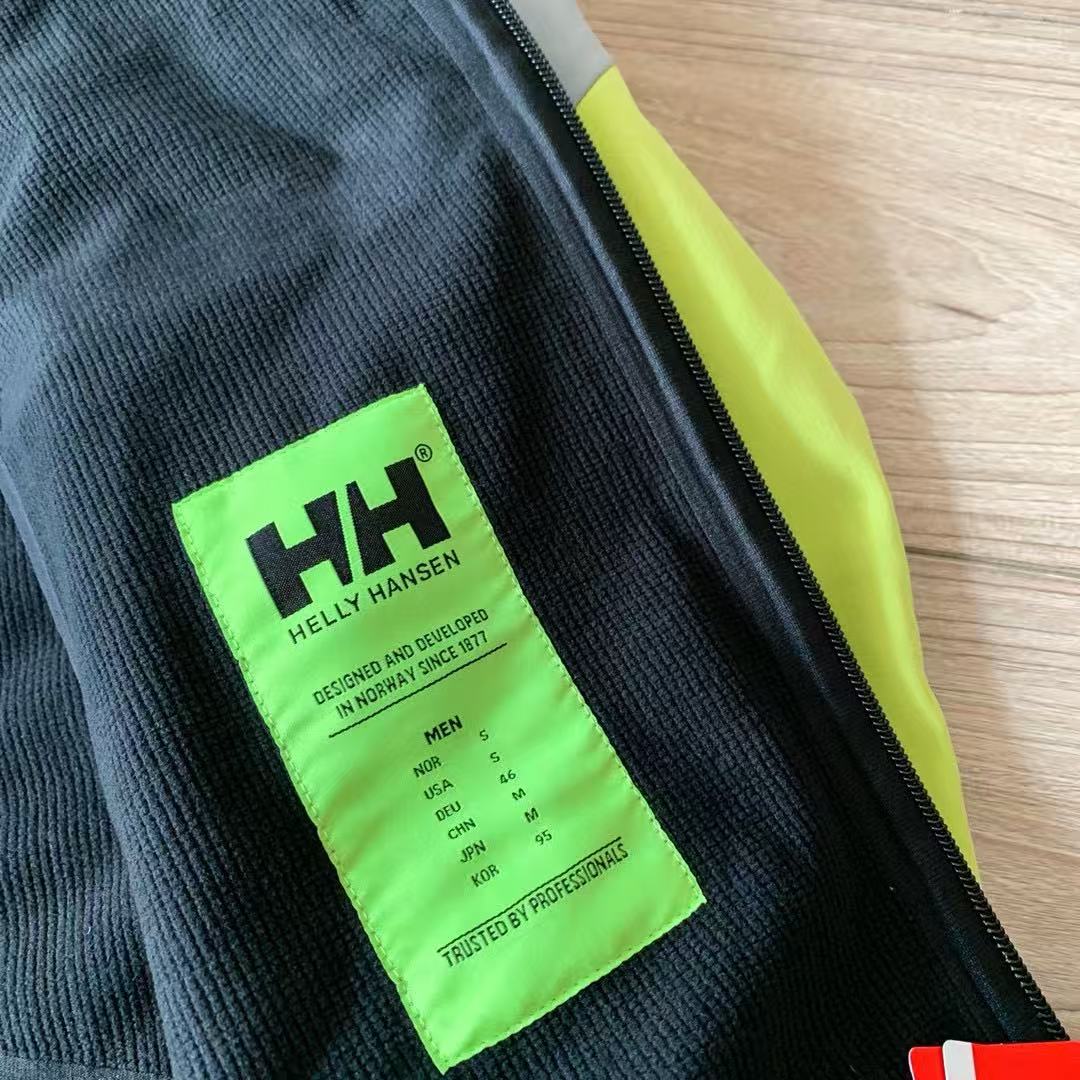 HH®
HELLY HANSEN
DESIGNED AND DEVELOPED
IN NORWAY SINCE 1877
MEN
NOR S
USA S
DEU 46
CHN M
JPN M
KOR 95
TRUSTED BY PROFESSIONALS